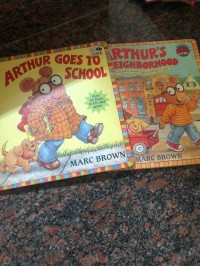 ARTHUR GOES TO
SCHOOL
MARC BROWN
ARTHUR'S
NEIGHBORHOOD
MARC BROWN